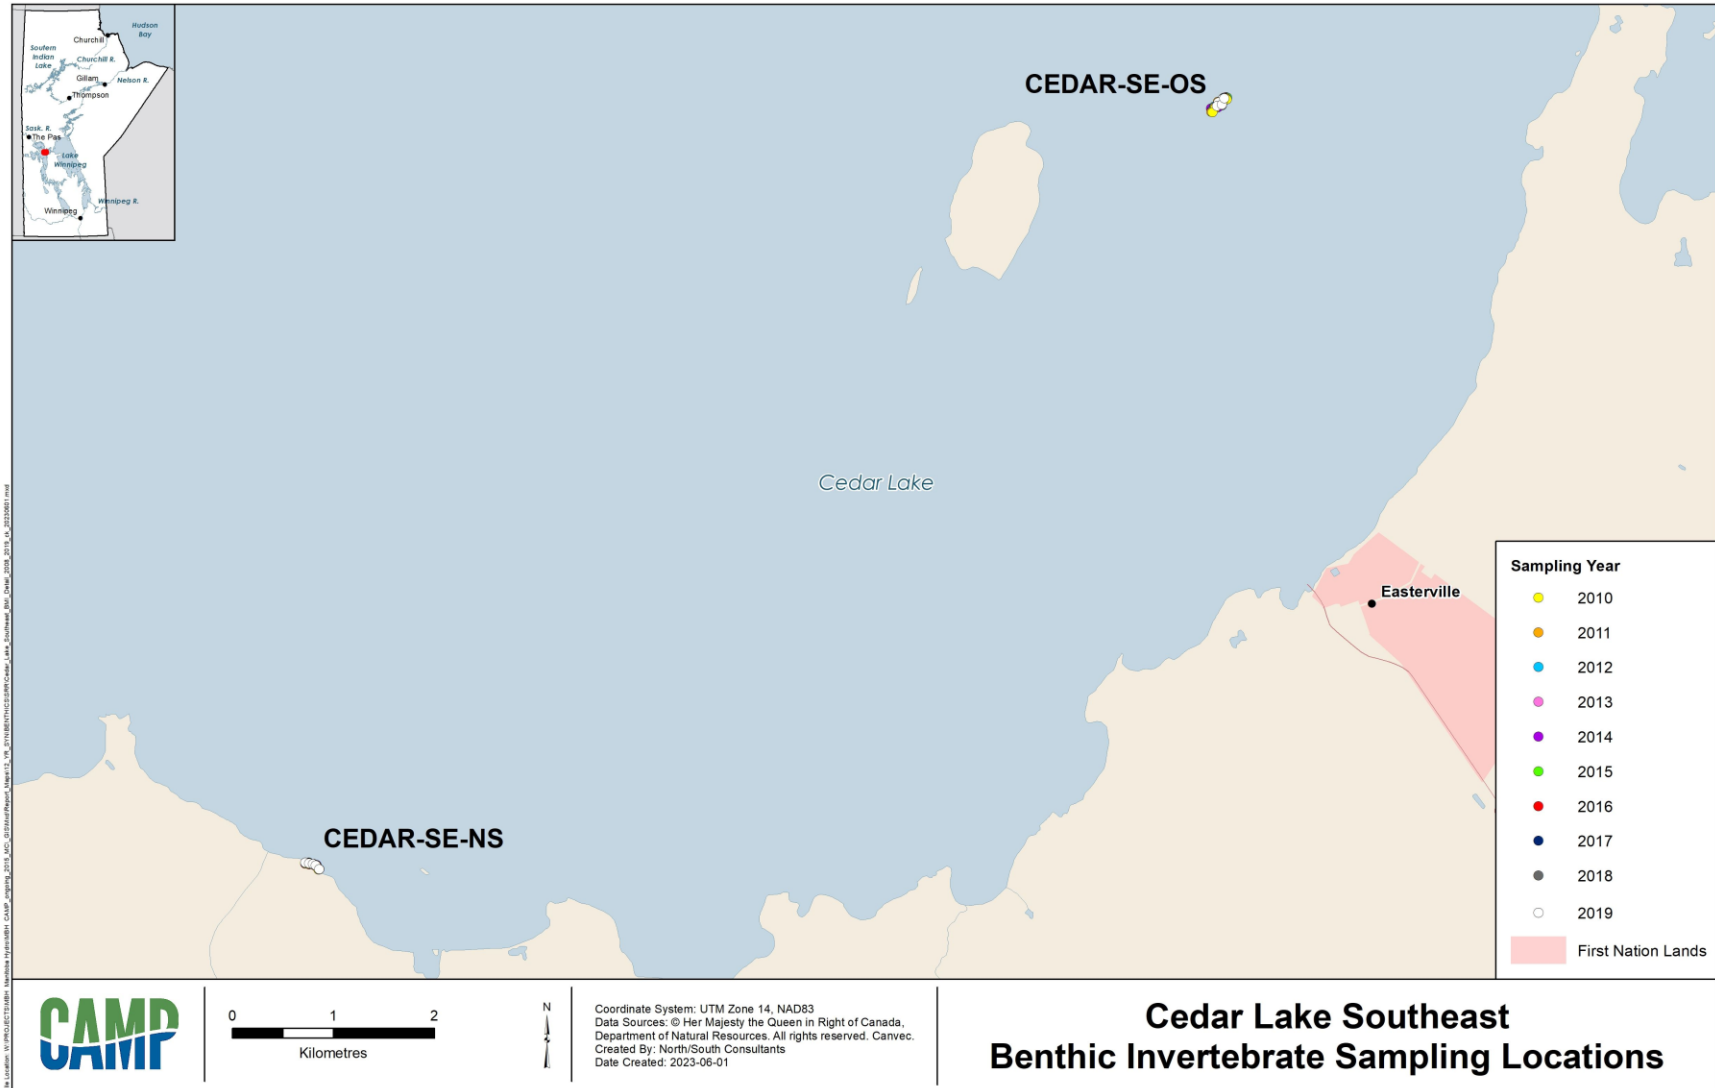 Hudson
Bay
Churchill
Soutern
Indian
Lake
Churchill R.
Gillam
Nelson R.
Thompson
Sask. R.
The Pas
Lake
Winnipeg
Winnipeg R.
Winnipeg
CEDAR-SE-OS
Cedar Lake
Easterville
CEDAR-SE-NS
Sampling Year
2010
2011
2012
2013
2014
2015
2016
2017
2018
2019
First Nation Lands
CAMP
0 1 2
Kilometres
N
Coordinate System: UTM Zone 14, NAD83
Data Sources: © Her Majesty the Queen in Right of Canada,
Department of Natural Resources. All rights reserved. Canvec.
Created By: North/South Consultants
Date Created: 2023-06-01
Cedar Lake Southeast
Benthic Invertebrate Sampling Locations